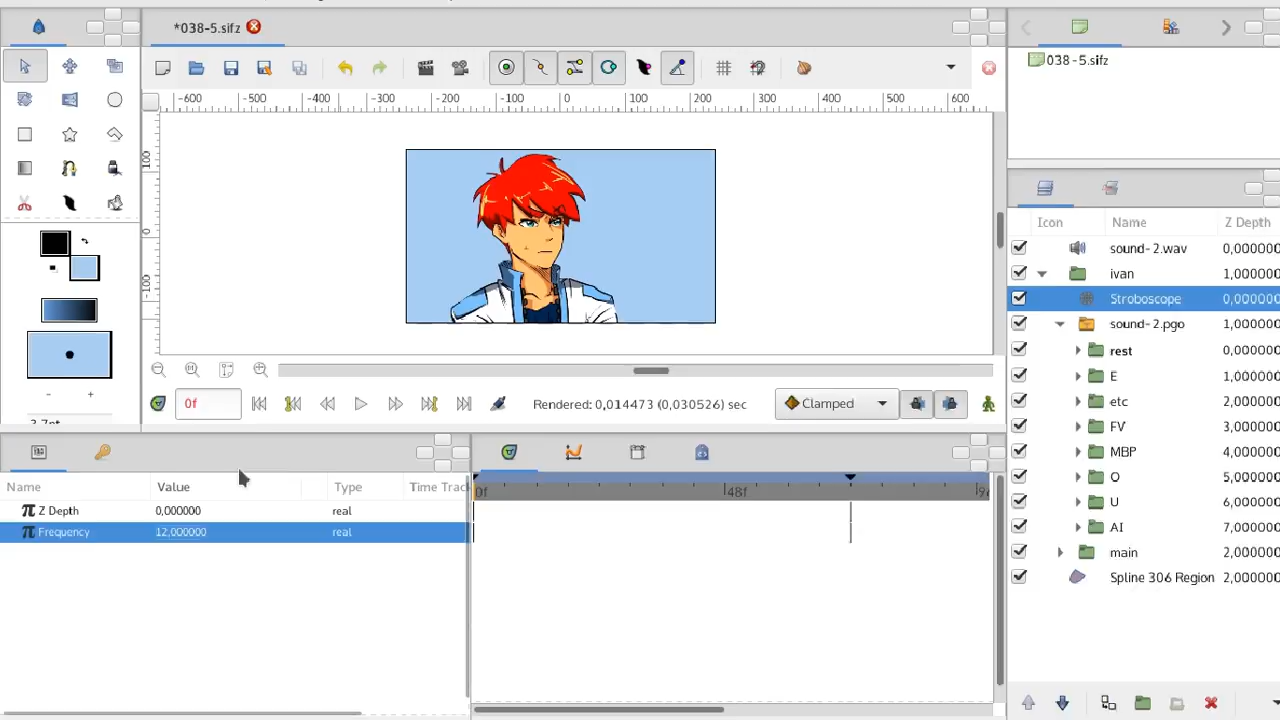 *038-5.sifz
-600 -500 -400 -300 -200 -100 0 100 200 300 400 500 600
100
0
-100
0f
Rendered: 0,014473 (0,030526) sec
Clamped
Name Value Type Time Track
Z Depth 0,000000 real
Frequency 12,000000 real
0f 48f
038-5.sifz
Icon Name Z Depth
sound-2.wav 0,000000
ivan 1,000000
Stroboscope 0,000000
sound-2.pgo 1,000000
rest 0,000000
E 1,000000
etc 2,000000
FV 3,000000
MBP 4,000000
O 5,000000
U 6,000000
AI 7,000000
main 2,000000
Spline 306 Region 2,000000